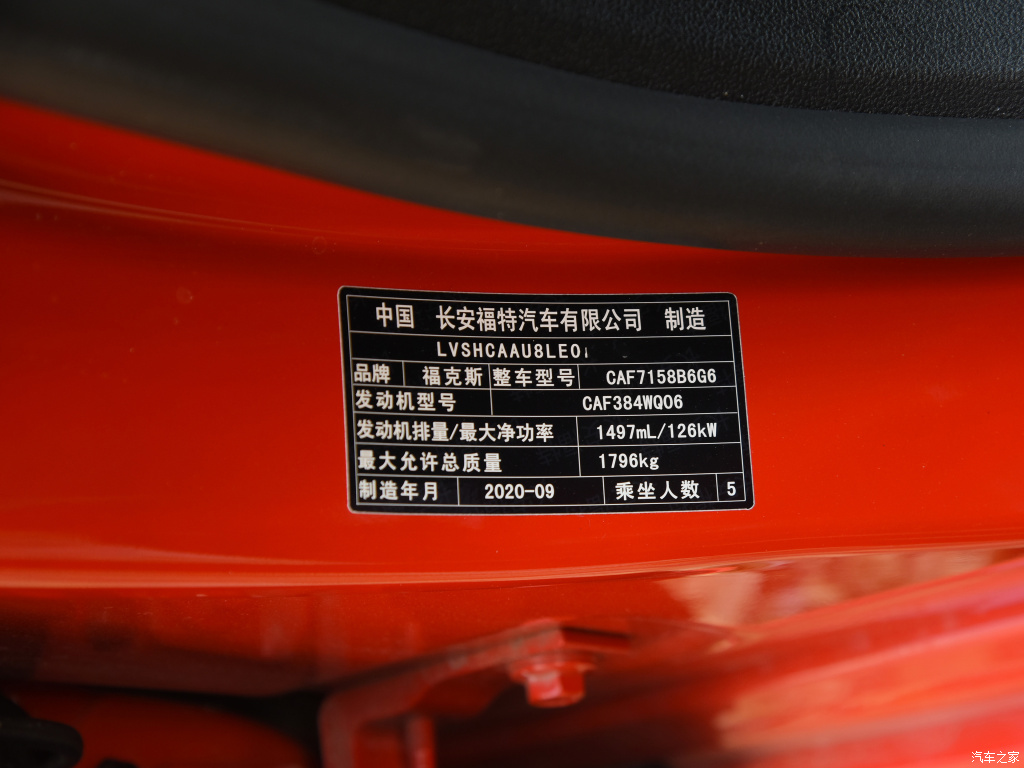 中国 长安福特汽车有限公司 制造
LVSHCAAU8LE0
品牌 福克斯 整车型号 CAF7158B6G6
发动机型号 CAF384WQ06
发动机排量/最大净功率 1497mL/126kW
最大允许总质量 1796kg
制造年月 2020-09 乘坐人数 5
汽车之家